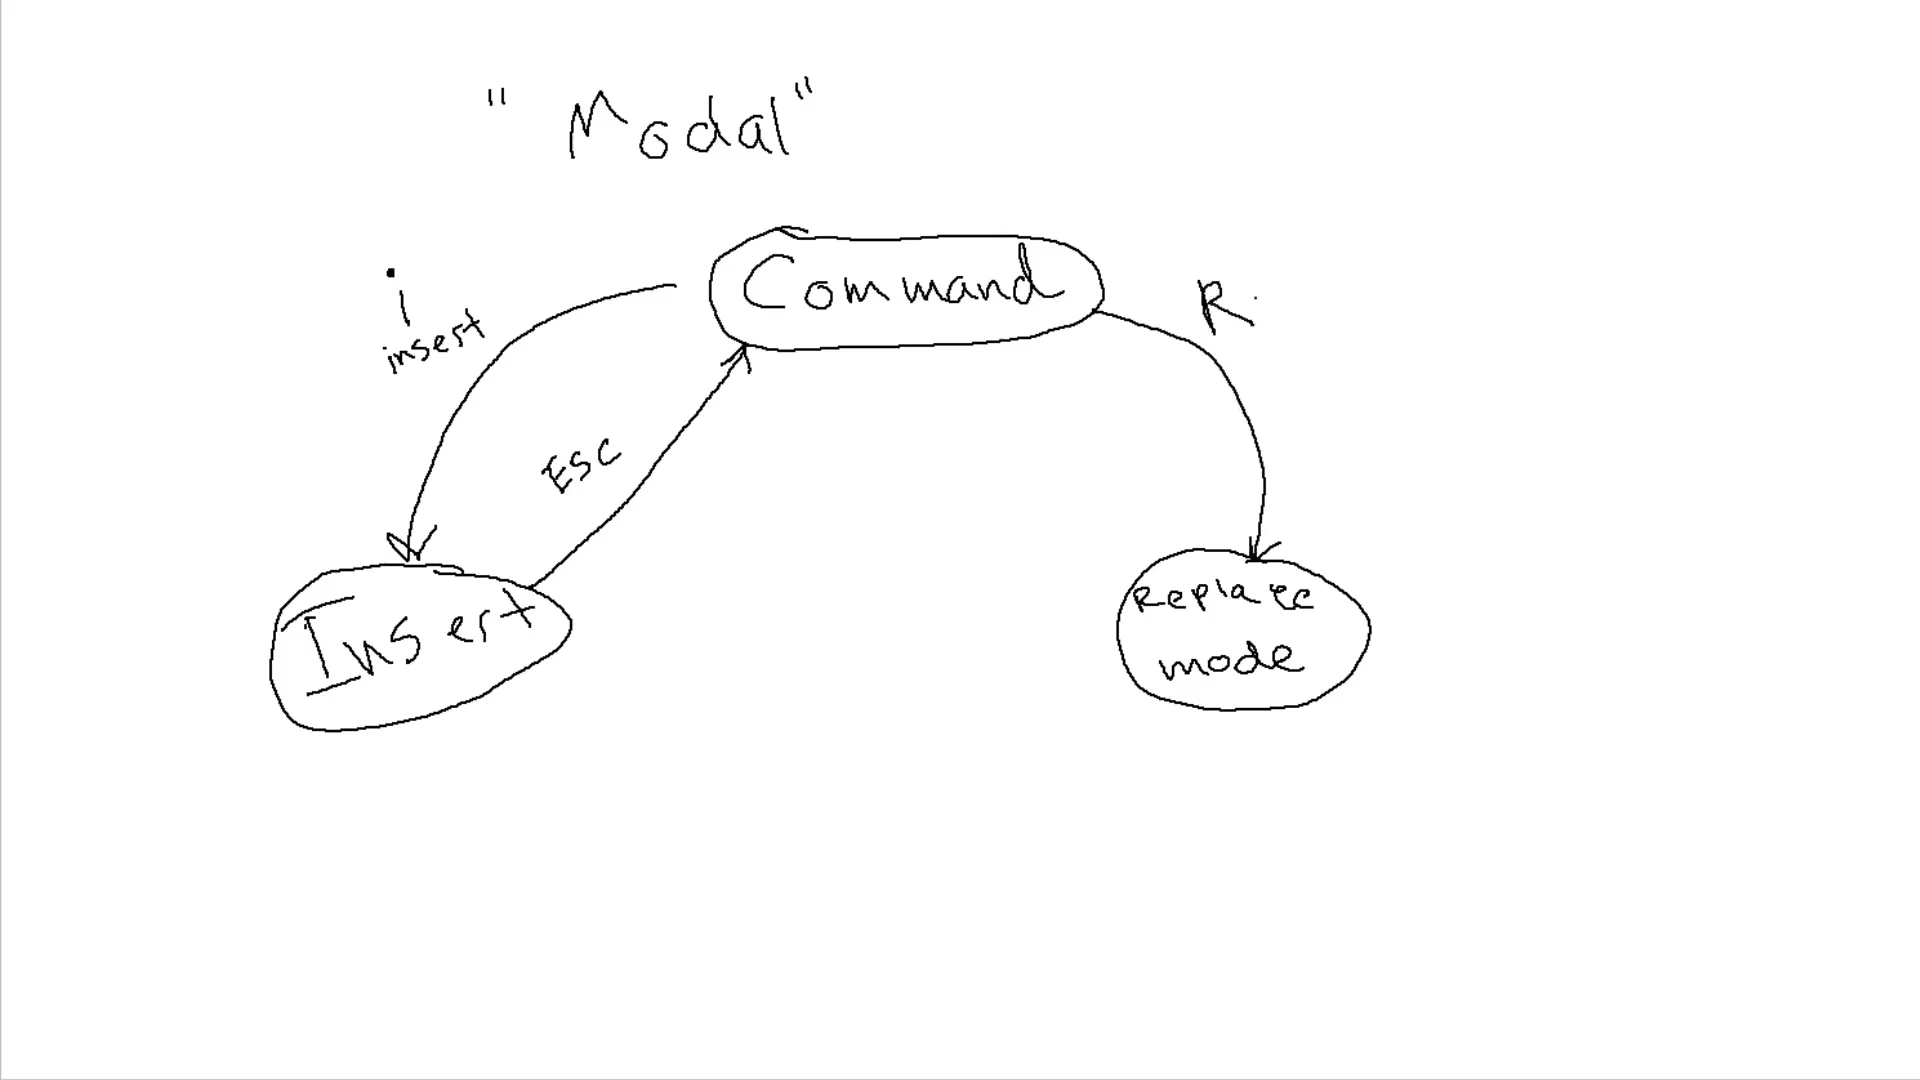 "Modal"
Command
i
insert
R
ESC
Insert
Replace
mode